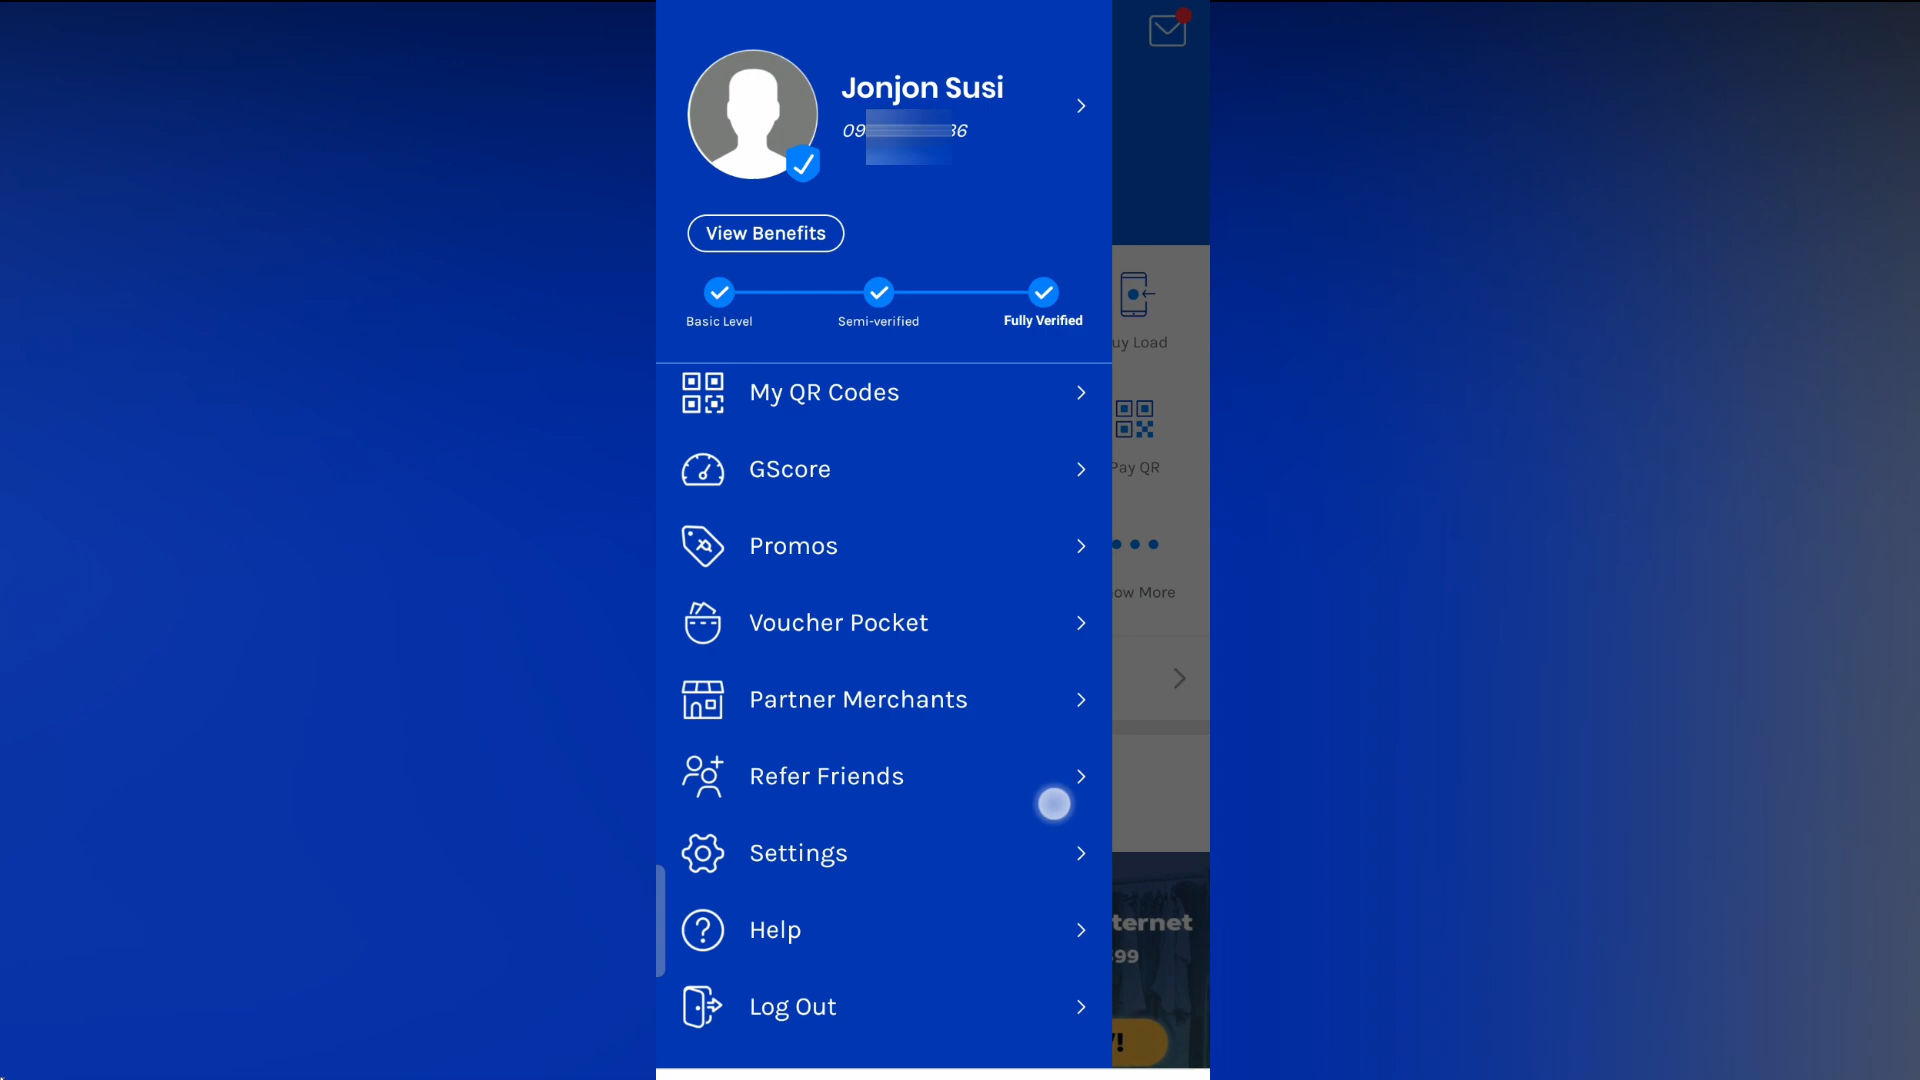 Jonjon Susi
09 36
View Benefits
Basic Level
Semi-verified
Fully Verified
My QR Codes
GScore
Promos
Voucher Pocket
Partner Merchants
Refer Friends
Settings
Help
Log Out
uy Load
Pay QR
ow More
ternet
99
!